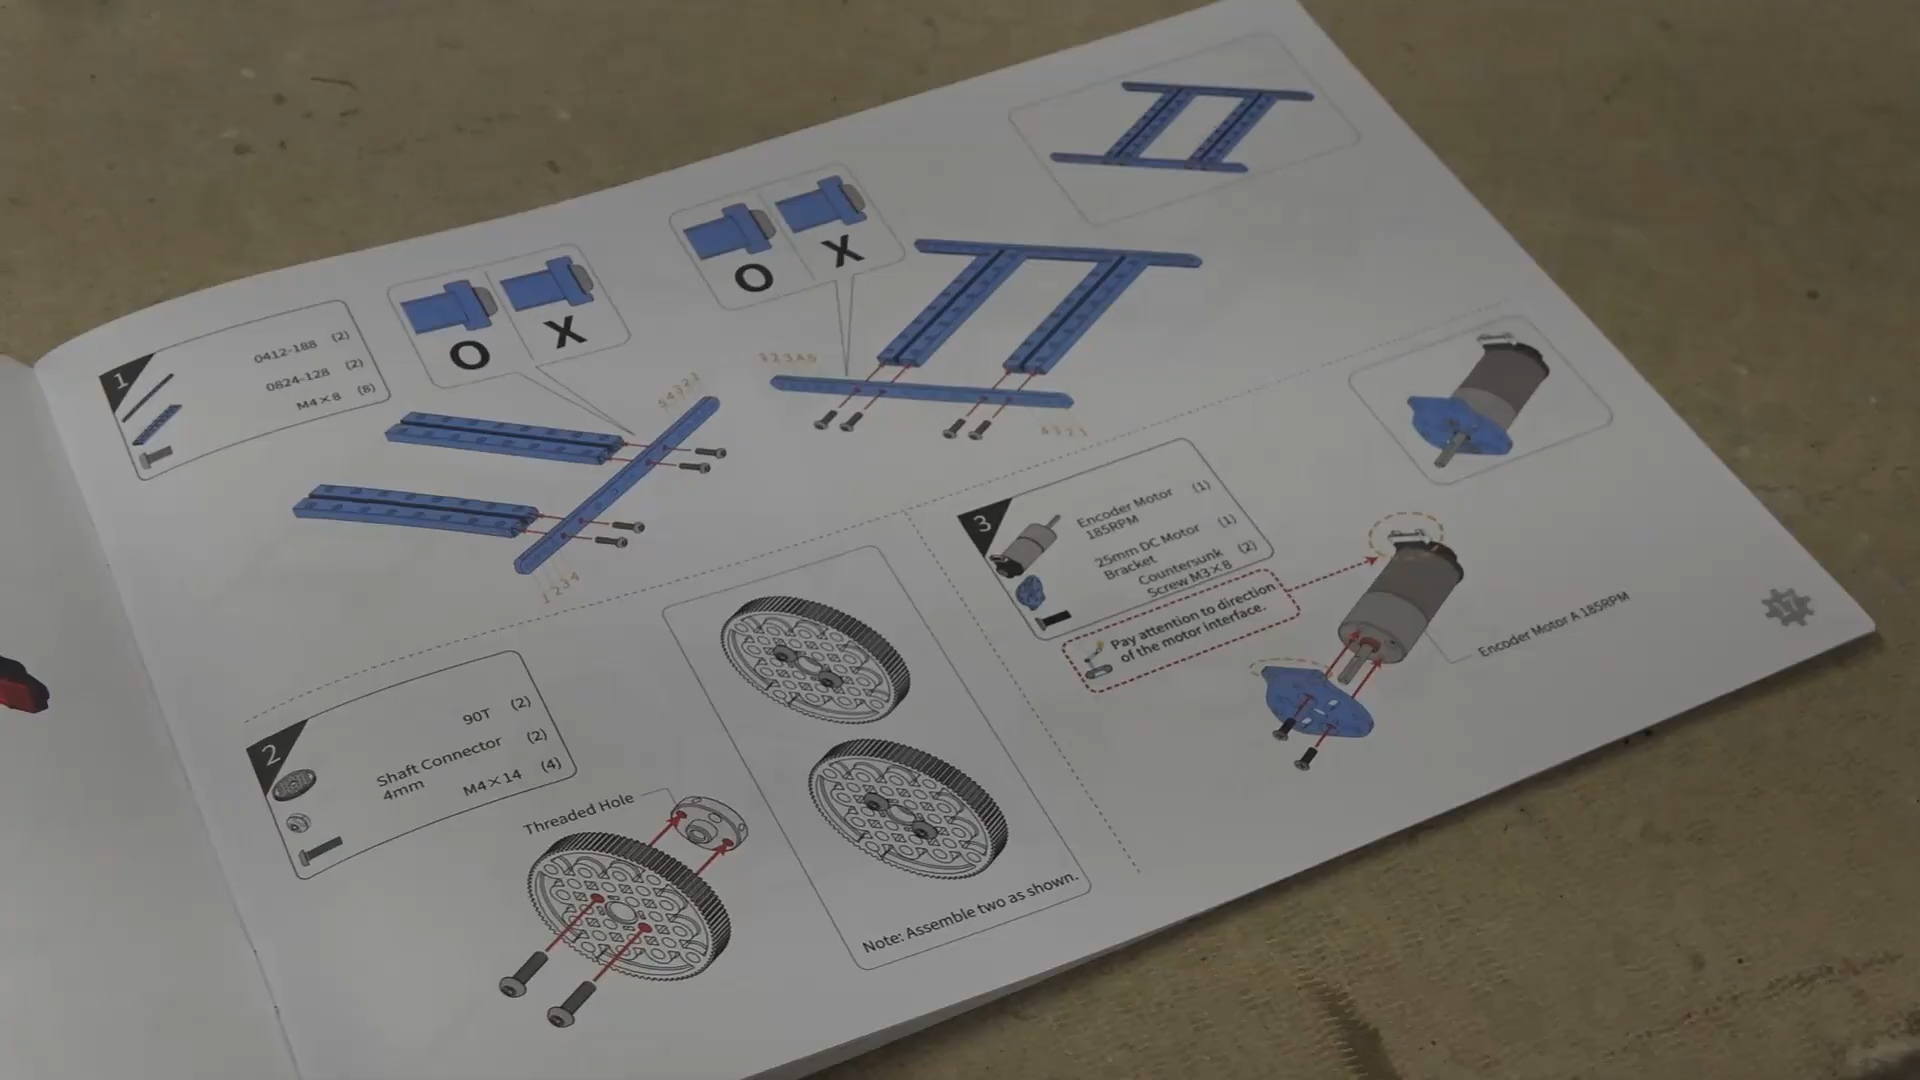 1
0412-188 (2)
0824-128 (2)
M4×8 (8)
O X
O X
54321
1234
4321
2
90T (2)
Shaft Connector (2)
4mm
M4×14 (4)
Threaded Hole
Note: Assemble two as shown.
3
Encoder Motor (1)
185RPM
25mm DC Motor (1)
Bracket
Countersunk (2)
Screw M3×8
Pay attention to direction
of the motor interface.
Encoder Motor A 185RPM
17